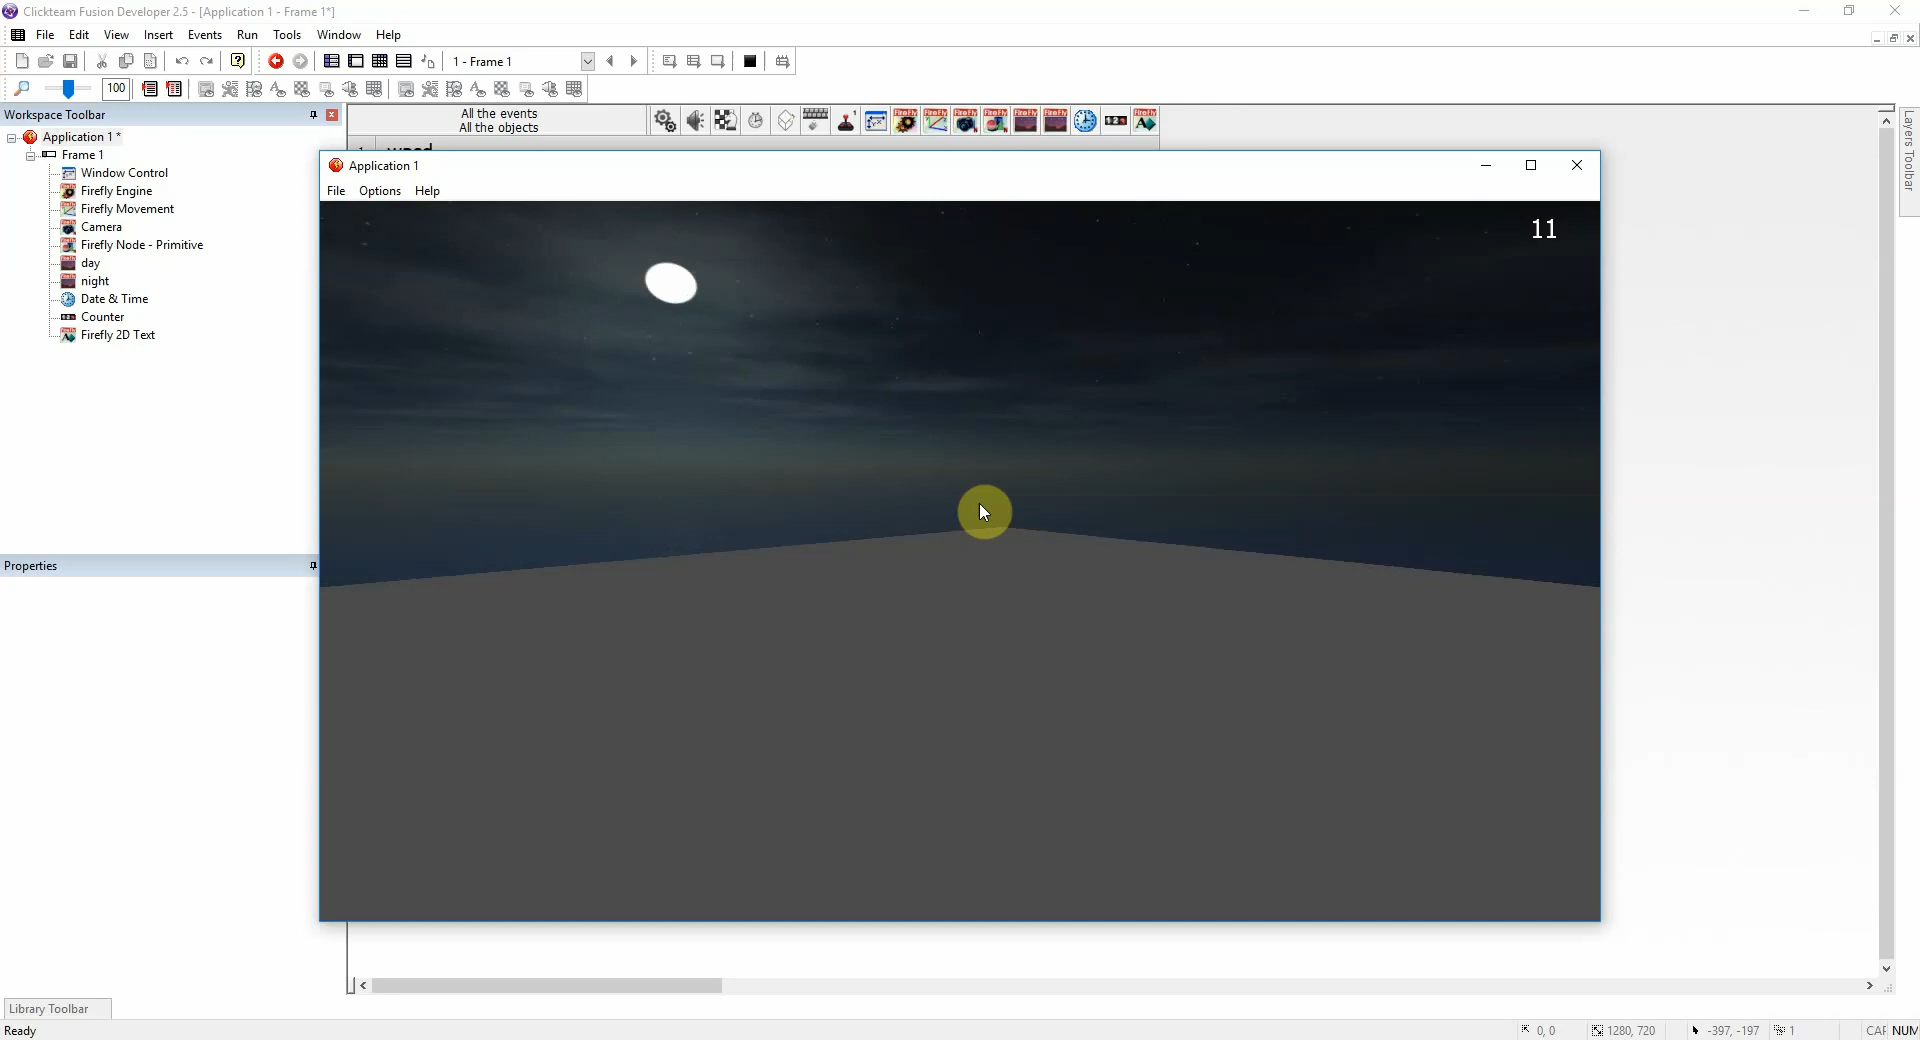 Clickteam Fusion Developer 2.5 - [Application 1 - Frame 1*]
File Edit View Insert Events Run Tools Window Help
1 - Frame 1
100
Workspace Toolbar
All the events
All the objects
Layers Toolbar
Application 1 *
Frame 1
Window Control
Firefly Engine
Firefly Movement
Camera
Firefly Node - Primitive
day
night
Date & Time
Counter
Firefly 2D Text
Application 1
File Options Help
11
Properties
Library Toolbar
Ready
0, 0
1280, 720
-397, -197
1
CAP NUM